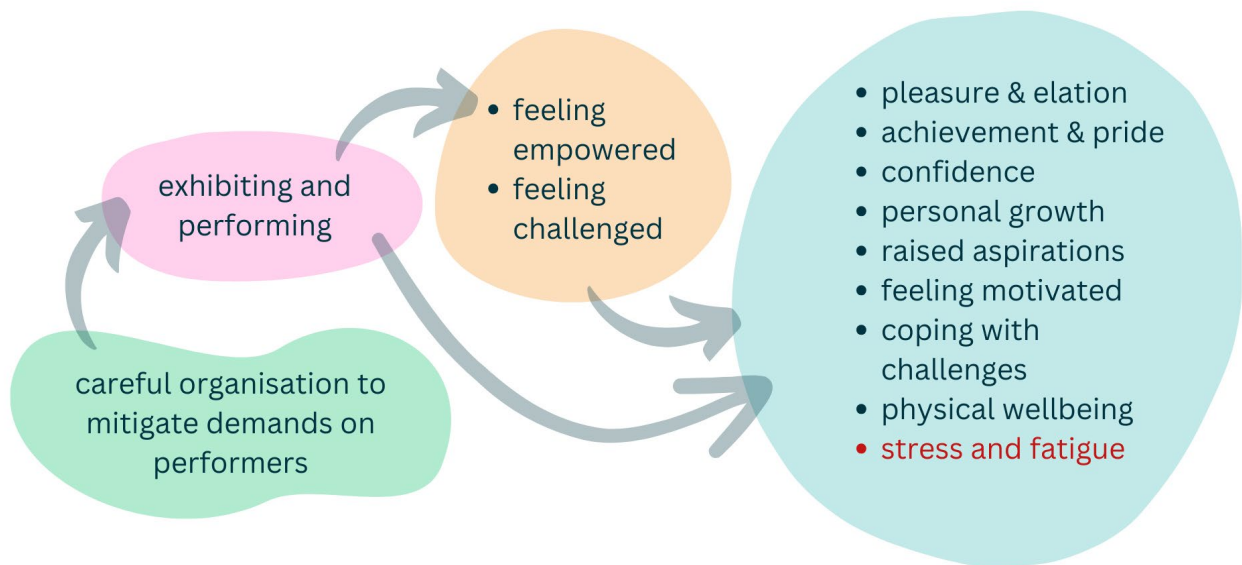 careful organisation to
mitigate demands on
performers
exhibiting and
performing
• feeling
empowered
• feeling
challenged
• pleasure & elation
• achievement & pride
• confidence
• personal growth
• raised aspirations
• feeling motivated
• coping with
challenges
• physical wellbeing
• stress and fatigue